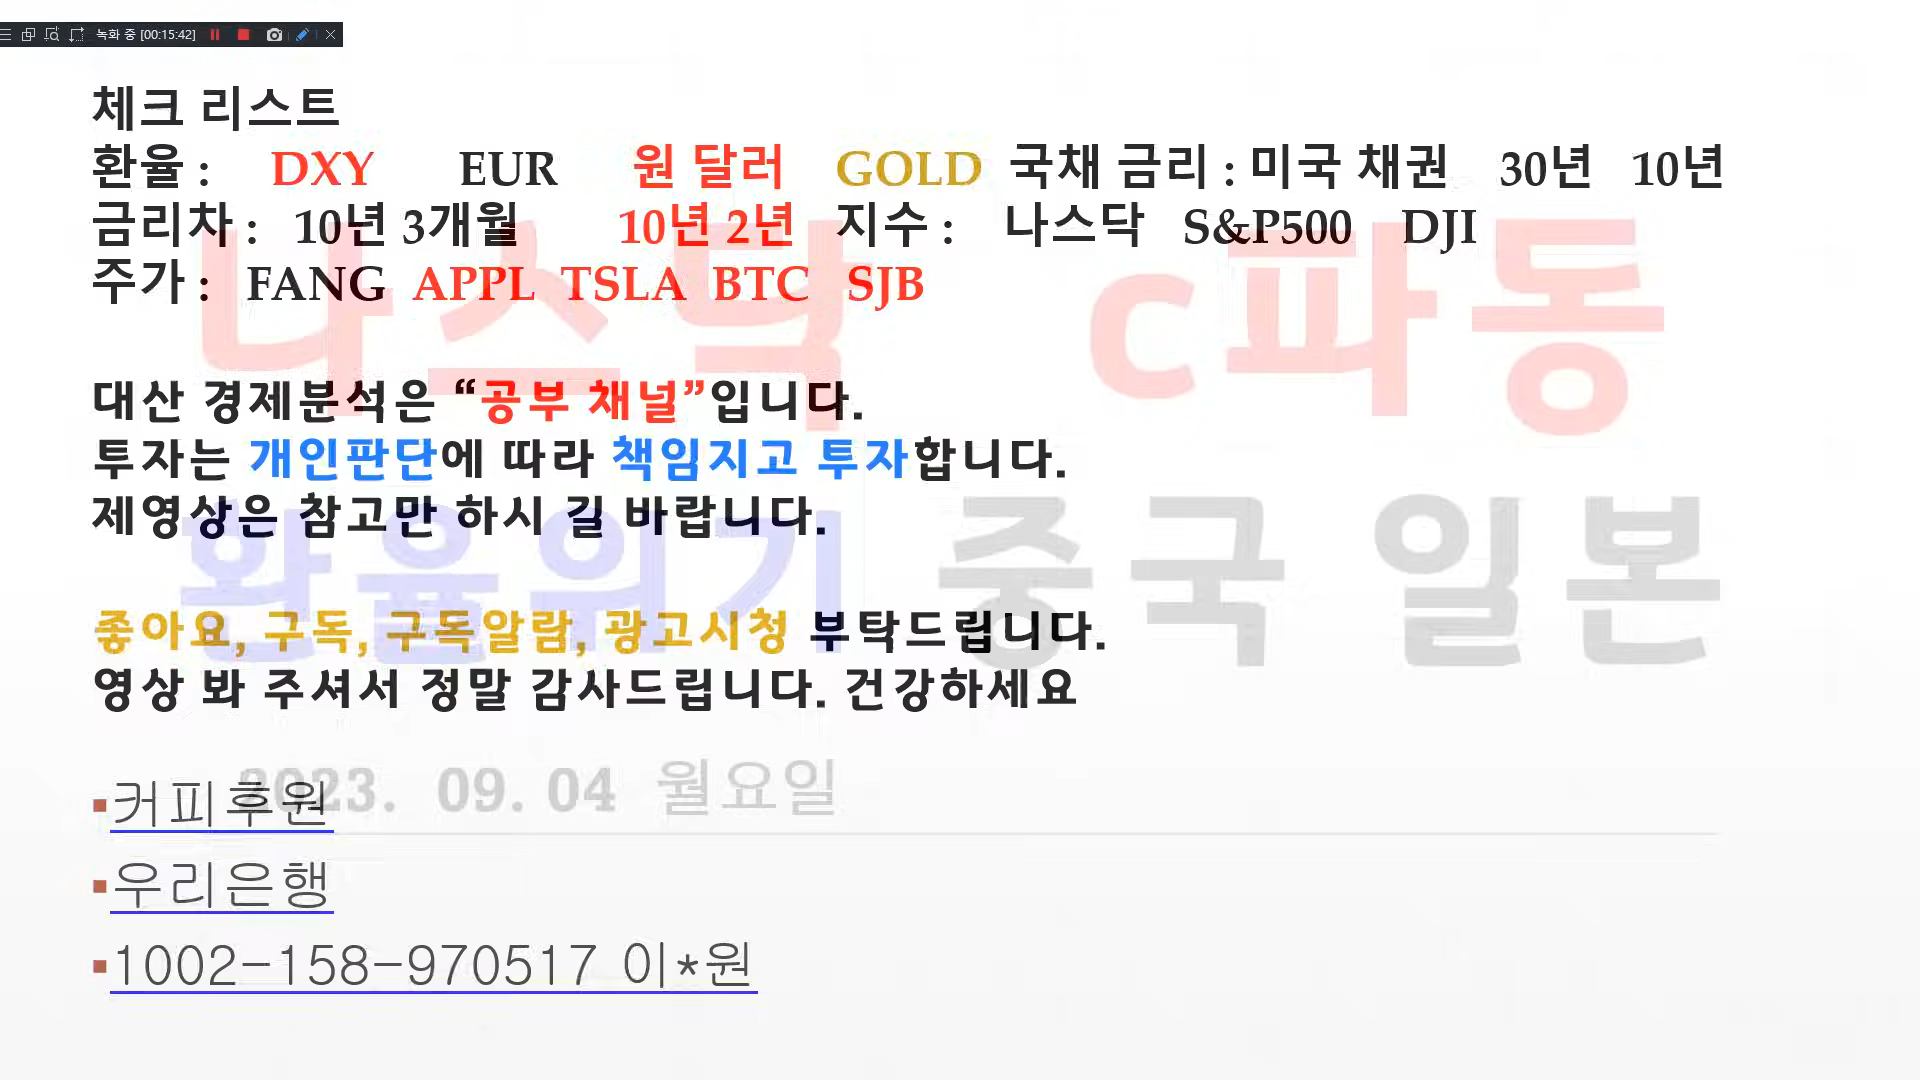 녹화 중 [00:15:42]
체크 리스트
환율 : DXY EUR 원 달러 GOLD 국채 금리 : 미국 채권 30년 10년
금리차 : 10년 3개월 10년 2년 지수 : 나스닥 S&P500 DJI
주가 : FANG APPL TSLA BTC SJB
나스닥 c파동
대산 경제분석은 “공부 채널”입니다.
투자는 개인판단에 따라 책임지고 투자합니다.
제영상은 참고만 하시 길 바랍니다.
환율위기 중국 일본
좋아요, 구독, 구독알람, 광고시청 부탁드립니다.
영상 봐 주셔서 정말 감사드립니다. 건강하세요
2023. 09. 04 월요일
커피후원
우리은행
1002-158-970517 이*원